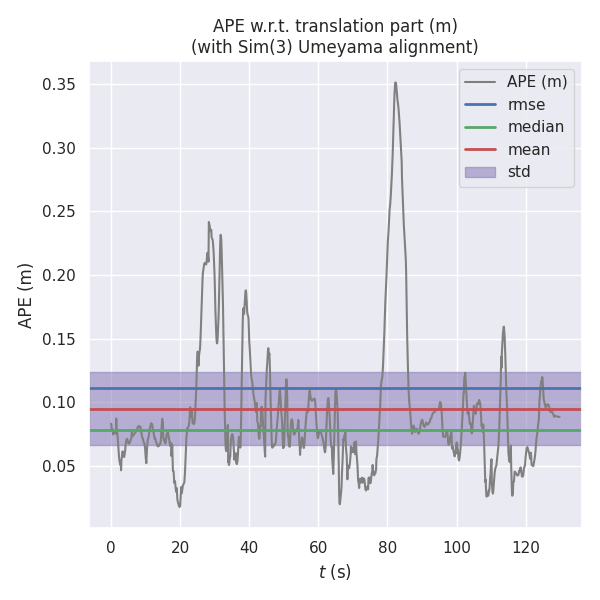 APE w.r.t. translation part (m)
(with Sim(3) Umeyama alignment)
APE (m)
rmse
median
mean
std
APE (m)
0.35
0.30
0.25
0.20
0.15
0.10
0.05
0 20 40 60 80 100 120
t (s)